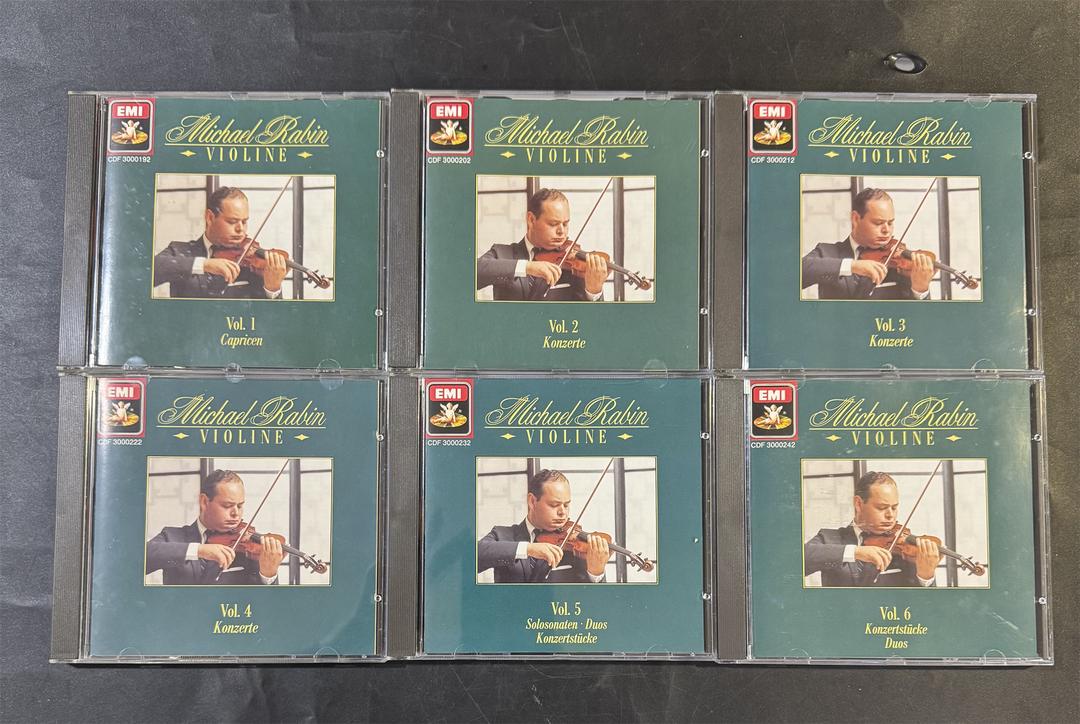 EMI
CDF 3000192
Michael Rabin
VIOLINE
Vol. 1
Capricen
EMI
CDF 3000202
Michael Rabin
VIOLINE
Vol. 2
Konzerte
EMI
CDF 3000212
Michael Rabin
VIOLINE
Vol. 3
Konzerte
EMI
CDF 3000222
Michael Rabin
VIOLINE
Vol. 4
Konzerte
EMI
CDF 3000232
Michael Rabin
VIOLINE
Vol. 5
Solosonaten · Duos
Konzertstücke
EMI
CDF 3000242
Michael Rabin
VIOLINE
Vol. 6
Konzertstücke
Duos